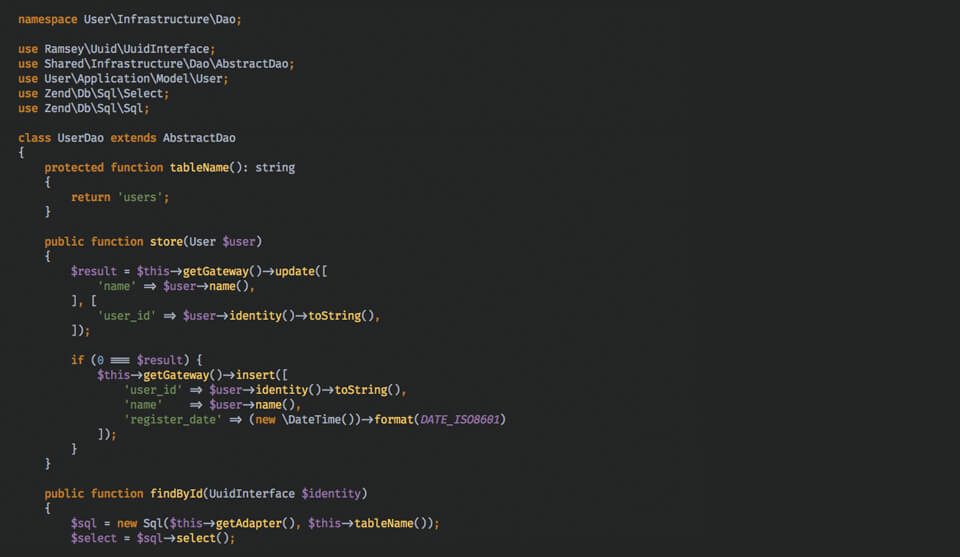 namespace User\Infrastructure\Dao;

use Ramsey\Uuid\UuidInterface;
use Shared\Infrastructure\Dao\AbstractDao;
use User\Application\Model\User;
use Zend\Db\Sql\Select;
use Zend\Db\Sql\Sql;

class UserDao extends AbstractDao
{
    protected function tableName(): string
    {
        return 'users';
    }

    public function store(User $user)
    {
        $result = $this->getGateway()->update([
            'name' => $user->name(),
        ], [
            'user_id' => $user->identity()->toString(),
        ]);

        if (0 === $result) {
            $this->getGateway()->insert([
                'user_id' => $user->identity()->toString(),
                'name'    => $user->name(),
                'register_date' => (new \DateTime())->format(DATE_ISO8601)
            ]);
        }
    }

    public function findById(UuidInterface $identity)
    {
        $sql = new Sql($this->getAdapter(), $this->tableName());
        $select = $sql->select();